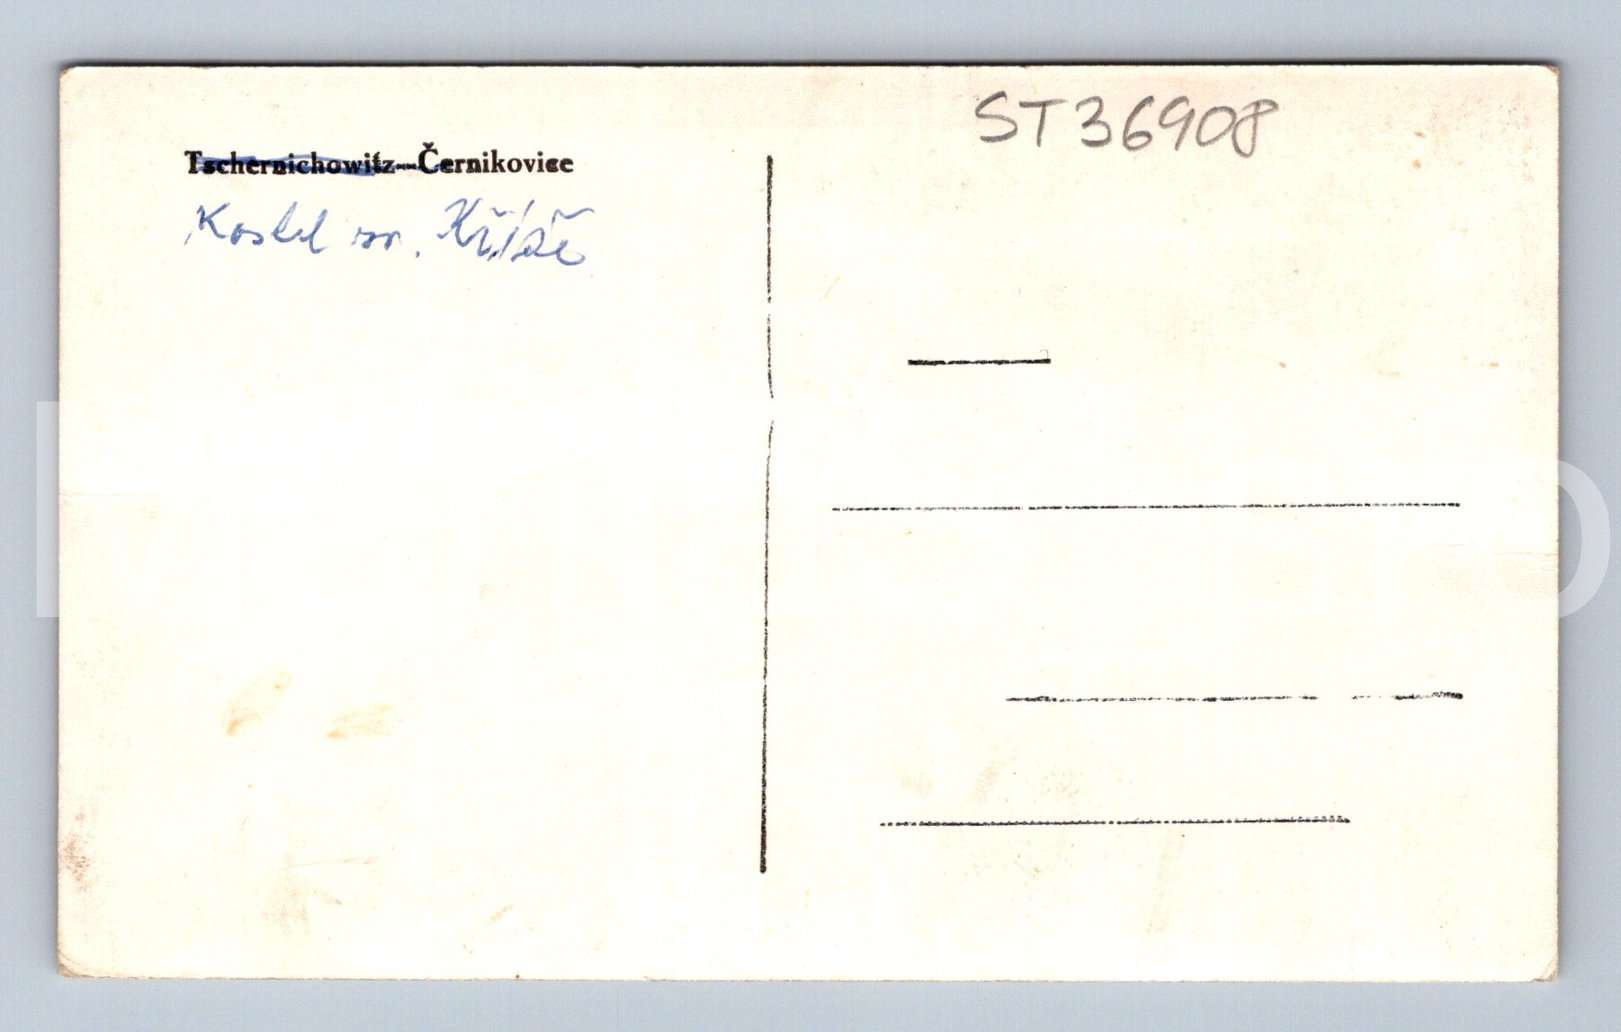 ST36908
Tschernichowitz--Černikovice
Kostel sv. Kříže